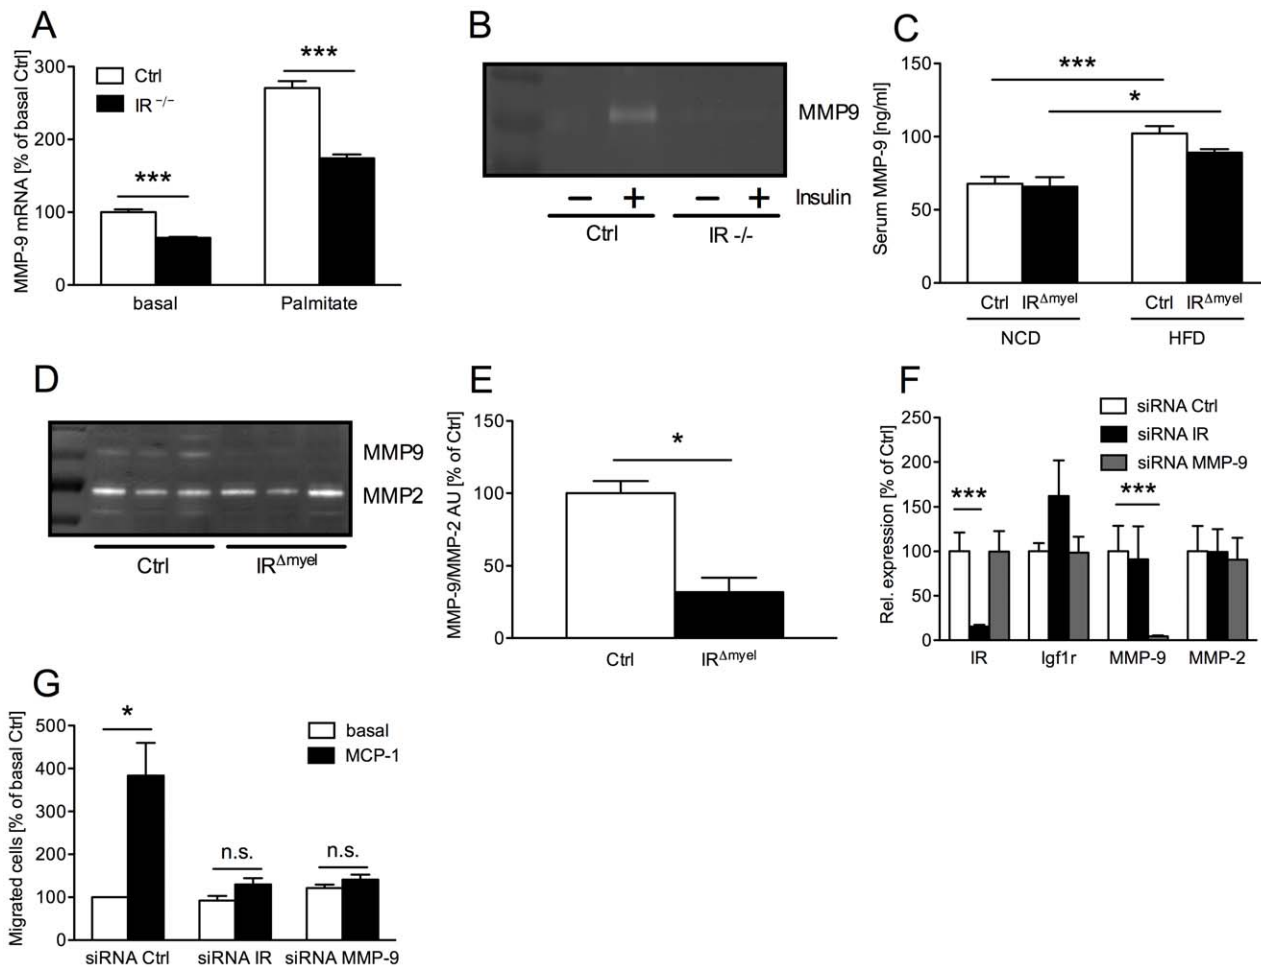 A
MMP-9 mRNA [% of basal Ctrl]
300
200
100
0
Ctrl
IR −/−
***
***
basal Palmitate
B
MMP9
− + − + Insulin
Ctrl IR -/-
C
Serum MMP-9 [ng/ml]
150
100
50
0
***
*
Ctrl IRΔmyel Ctrl IRΔmyel
NCD HFD
D
MMP9
MMP2
Ctrl IRΔmyel
E
MMP-9/MMP-2 AU [% of Ctrl]
150
100
50
0
*
Ctrl IRΔmyel
F
Rel. expression [% of Ctrl]
250
200
150
100
50
0
siRNA Ctrl
siRNA IR
siRNA MMP-9
*** ***
IR Igf1r MMP-9 MMP-2
G
Migrated cells [% of basal Ctrl]
500
400
300
200
100
0
basal
MCP-1
*
n.s. n.s.
siRNA Ctrl siRNA IR siRNA MMP-9